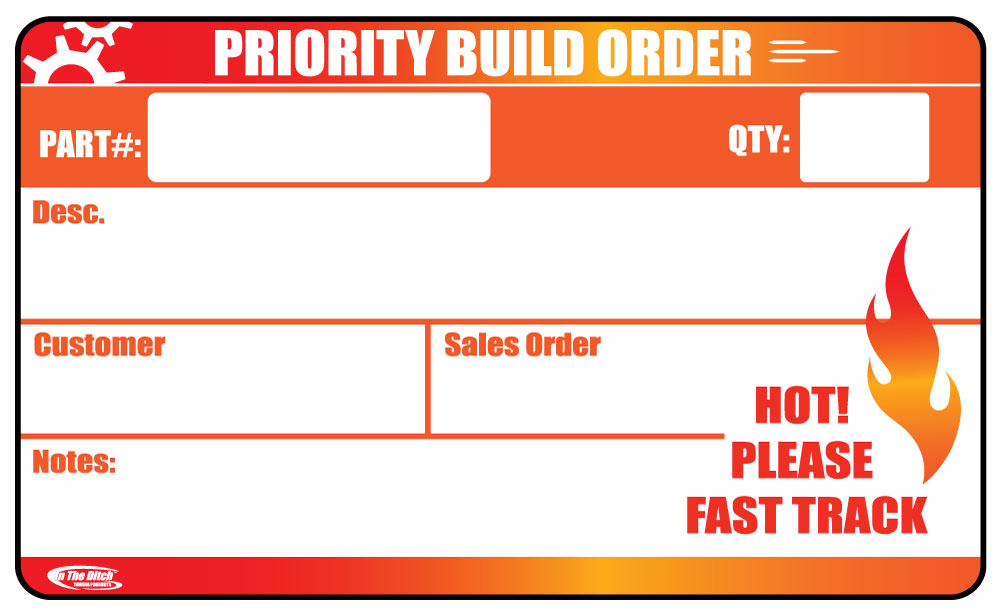 PRIORITY BUILD ORDER
PART#:
QTY:
Desc.
Customer
Sales Order
HOT!
PLEASE
FAST TRACK
Notes:
In The Ditch
TOWING PRODUCTS